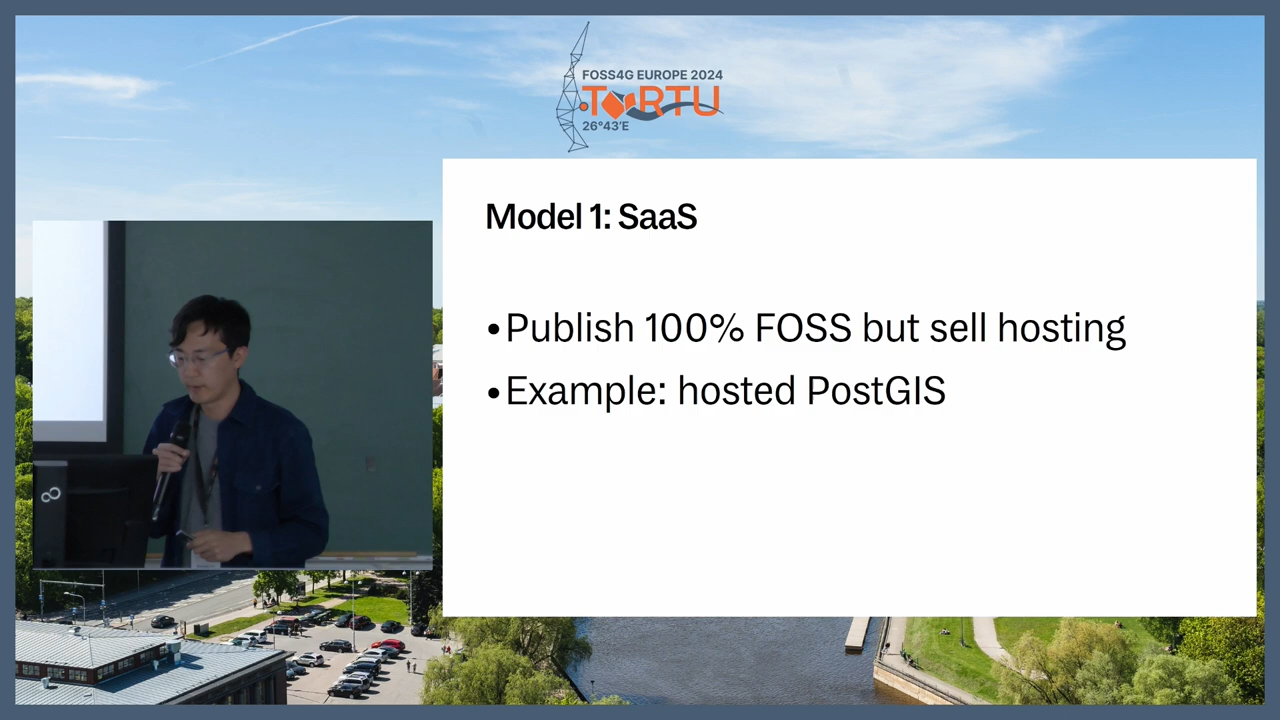 FOSS4G EUROPE 2024
TARTU
26°43'E
Model 1: SaaS
•Publish 100% FOSS but sell hosting
•Example: hosted PostGIS